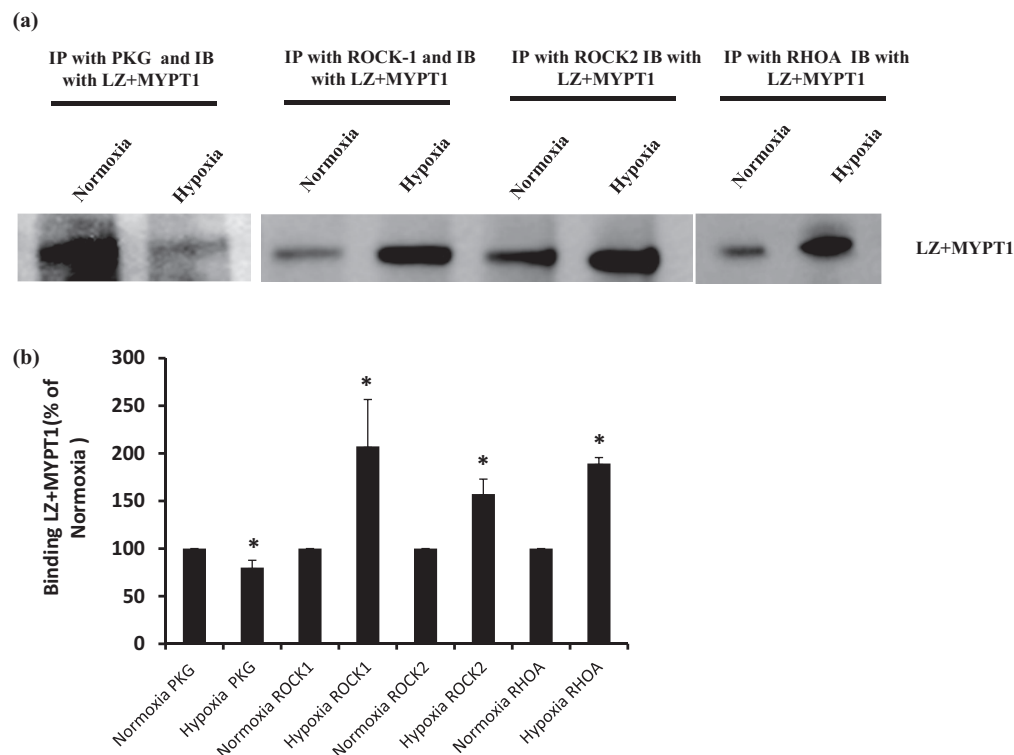 (a)
IP with PKG and IB
with LZ+MYPT1
IP with ROCK-1 and IB
with LZ+MYPT1
IP with ROCK2 IB with
LZ+MYPT1
IP with RHOA IB with
LZ+MYPT1
Normoxia
Hypoxia
Normoxia
Hypoxia
Normoxia
Hypoxia
Normoxia
Hypoxia
LZ+MYPT1
(b)
Binding LZ+MYPT1(% of
Normoxia )
300
250
200
150
100
50
0
*
*
*
*
Normoxia PKG
Hypoxia PKG
Normoxia ROCK1
Hypoxia ROCK1
Normoxia ROCK2
Hypoxia ROCK2
Normoxia RHOA
Hypoxia RHOA